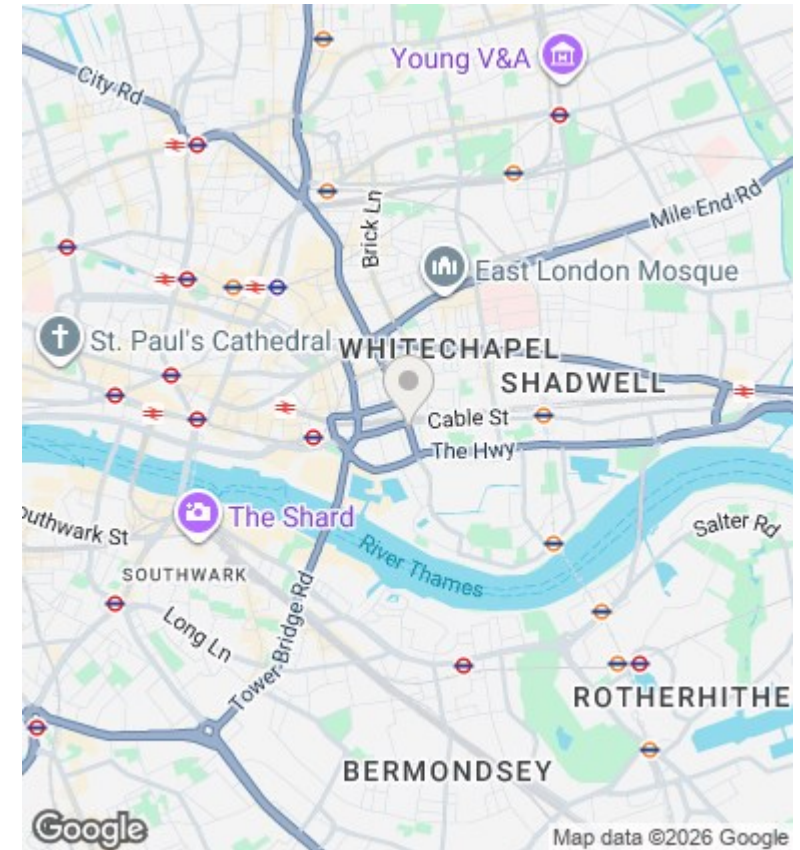 Young V&A
City Rd
Mile End Rd
Brick Ln
East London Mosque
St. Paul's Cathedral
WHITECHAPEL
SHADWELL
Cable St
The Hwy
The Shard
outhwark St
Salter Rd
River Thames
SOUTHWARK
Long Ln
Tower Bridge Rd
ROTHERHITHE
BERMONDSEY
Google
Map data ©2026 Google